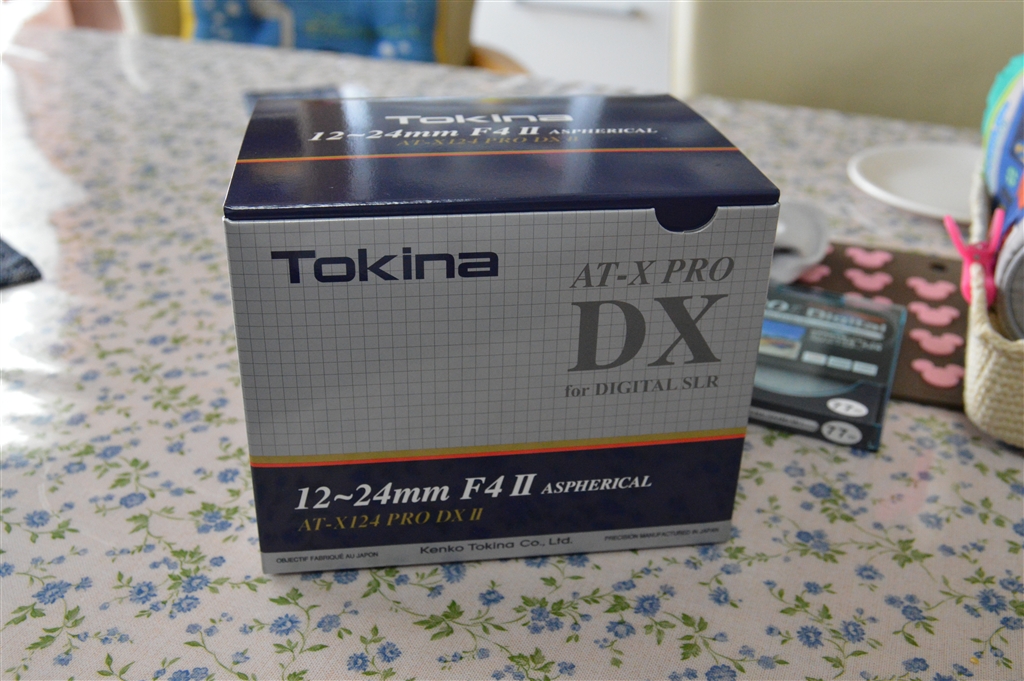 Tokina
12~24mm F4 II ASPHERICAL
AT-X124 PRO DX II
Tokina
AT-X PRO
DX
for DIGITAL SLR
12~24mm F4 II ASPHERICAL
AT-X124 PRO DX II
OBJECTIF FABRIQUÉ AU JAPON
Kenko Tokina Co., Ltd.
PRECISION MANUFACTURED IN JAPAN
Digital
77
77